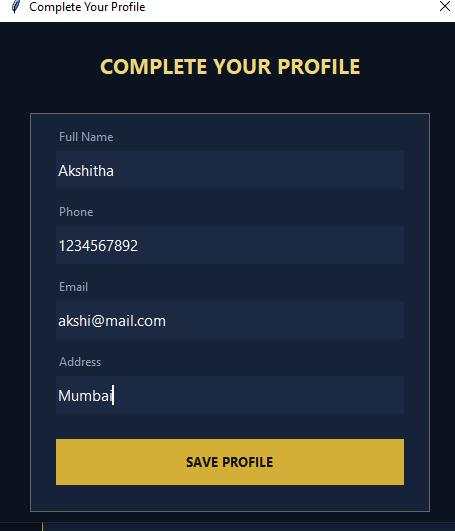 Complete Your Profile
COMPLETE YOUR PROFILE
Full Name
Akshitha
Phone
1234567892
Email
akshi@mail.com
Address
Mumbai
SAVE PROFILE